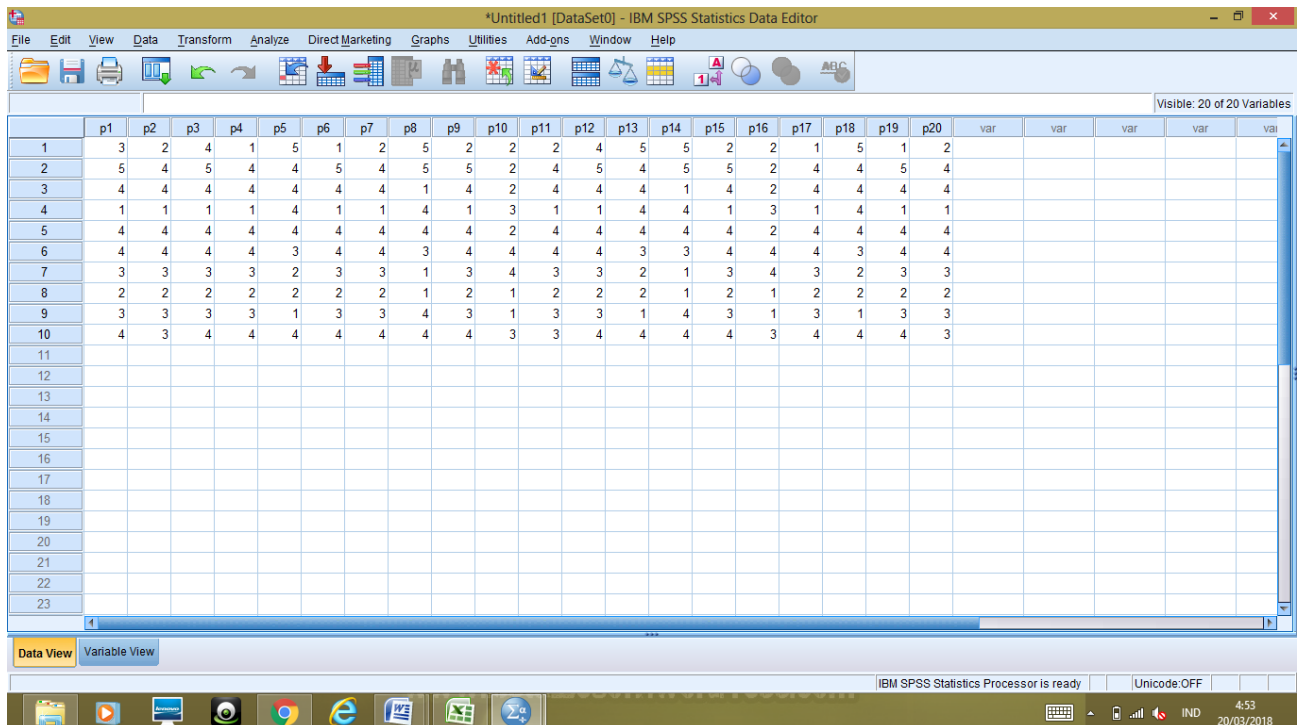 *Untitled1 [DataSet0] - IBM SPSS Statistics Data Editor
File Edit View Data Transform Analyze Direct Marketing Graphs Utilities Add-ons Window Help
Visible: 20 of 20 Variables
p1 p2 p3 p4 p5 p6 p7 p8 p9 p10 p11 p12 p13 p14 p15 p16 p17 p18 p19 p20 var var var var var
1 3 2 4 1 5 1 2 5 2 2 2 4 5 5 2 2 1 5 1 2
2 5 4 5 4 4 5 4 5 5 2 4 5 4 5 5 2 4 4 5 4
3 4 4 4 4 4 4 4 1 4 2 4 4 4 1 4 2 4 4 4 4
4 1 1 1 1 4 1 1 4 1 3 1 1 4 4 1 3 1 4 1 1
5 4 4 4 4 4 4 4 4 4 2 4 4 4 4 4 2 4 4 4 4
6 4 4 4 4 3 4 4 3 4 4 4 4 3 3 4 4 4 3 4 4
7 3 3 3 3 2 3 3 1 3 4 3 3 2 1 3 4 3 2 3 3
8 2 2 2 2 2 2 2 1 2 1 2 2 2 1 2 1 2 2 2 2
9 3 3 3 3 1 3 3 4 3 1 3 3 1 4 3 1 3 1 3 3
10 4 3 4 4 4 4 4 4 4 3 3 4 4 4 4 3 4 4 4 3
11
12
13
14
15
16
17
18
19
20
21
22
23
Data View Variable View
IBM SPSS Statistics Processor is ready Unicode:OFF
IND 4:53
20/03/2018